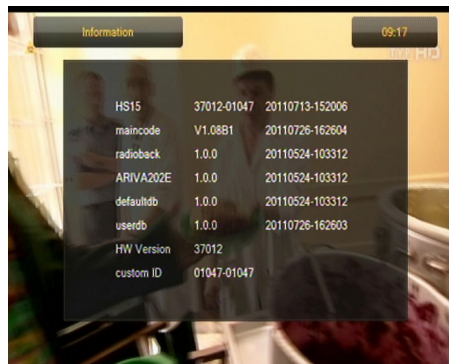 Information
09:17
HD
HS15 37012-01047 20110713-152006
maincode V1.08B1 20110726-162604
radioback 1.0.0 20110524-103312
ARIVA202E 1.0.0 20110524-103312
defaultdb 1.0.0 20110524-103312
userdb 1.0.0 20110726-162603
HW Version 37012
custom ID 01047-01047